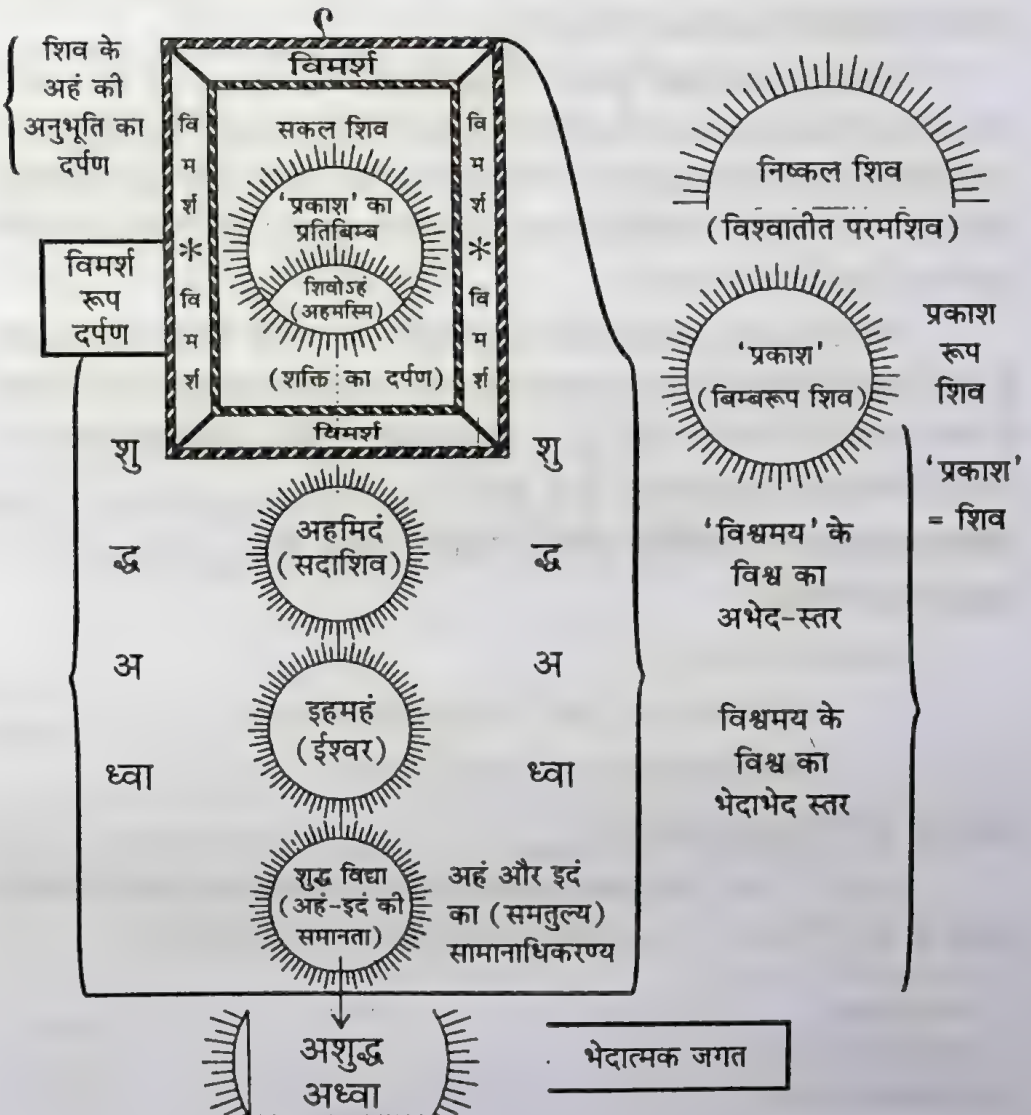 शिव के
अहं की
अनुभूति का
दर्पण
विमर्श
वि
म
र्श
*
वि
म
र्श
सकल शिव
'प्रकाश' का
प्रतिबिम्ब
शिवोऽहं
(अहमस्मि)
(शक्ति का दर्पण)
वि
म
र्श
*
वि
म
र्श
विमर्श
विमर्श
रूप
दर्पण
निष्कल शिव
(विश्वातीत परमशिव)
'प्रकाश'
(बिम्बरूप शिव)
प्रकाश
रूप
शिव
'प्रकाश'
= शिव
शु
द्ध
अ
ध्वा
अहमिदं
(सदाशिव)
इहमहं
(ईश्वर)
शुद्ध विद्या
(अहं-इदं की
समानता)
शु
द्ध
अ
ध्वा
अहं और इदं
का (समतुल्य)
सामानाधिकरण्य
'विश्वमय' के
विश्व का
अभेद-स्तर
विश्वमय के
विश्व का
भेदाभेद स्तर
अशुद्ध
अध्वा
भेदात्मक जगत